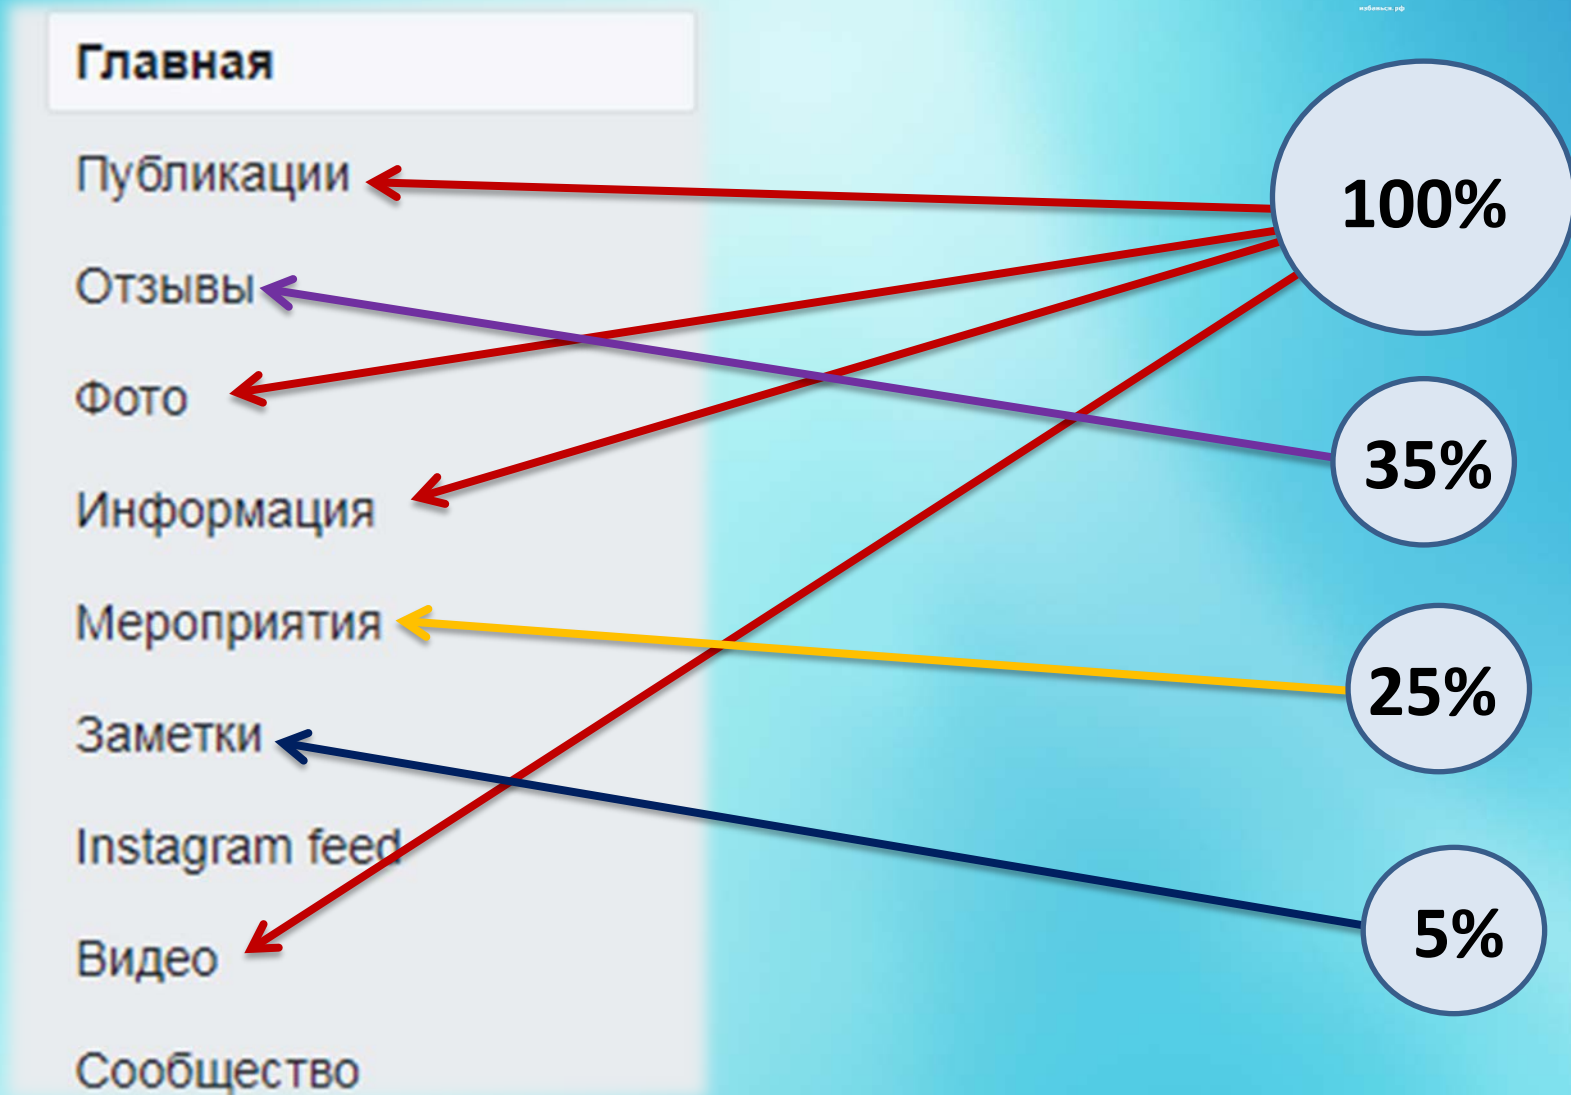 Главная
Публикации
Отзывы
Фото
Информация
Мероприятия
Заметки
Instagram feed
Видео
Сообщество
100%
35%
25%
5%